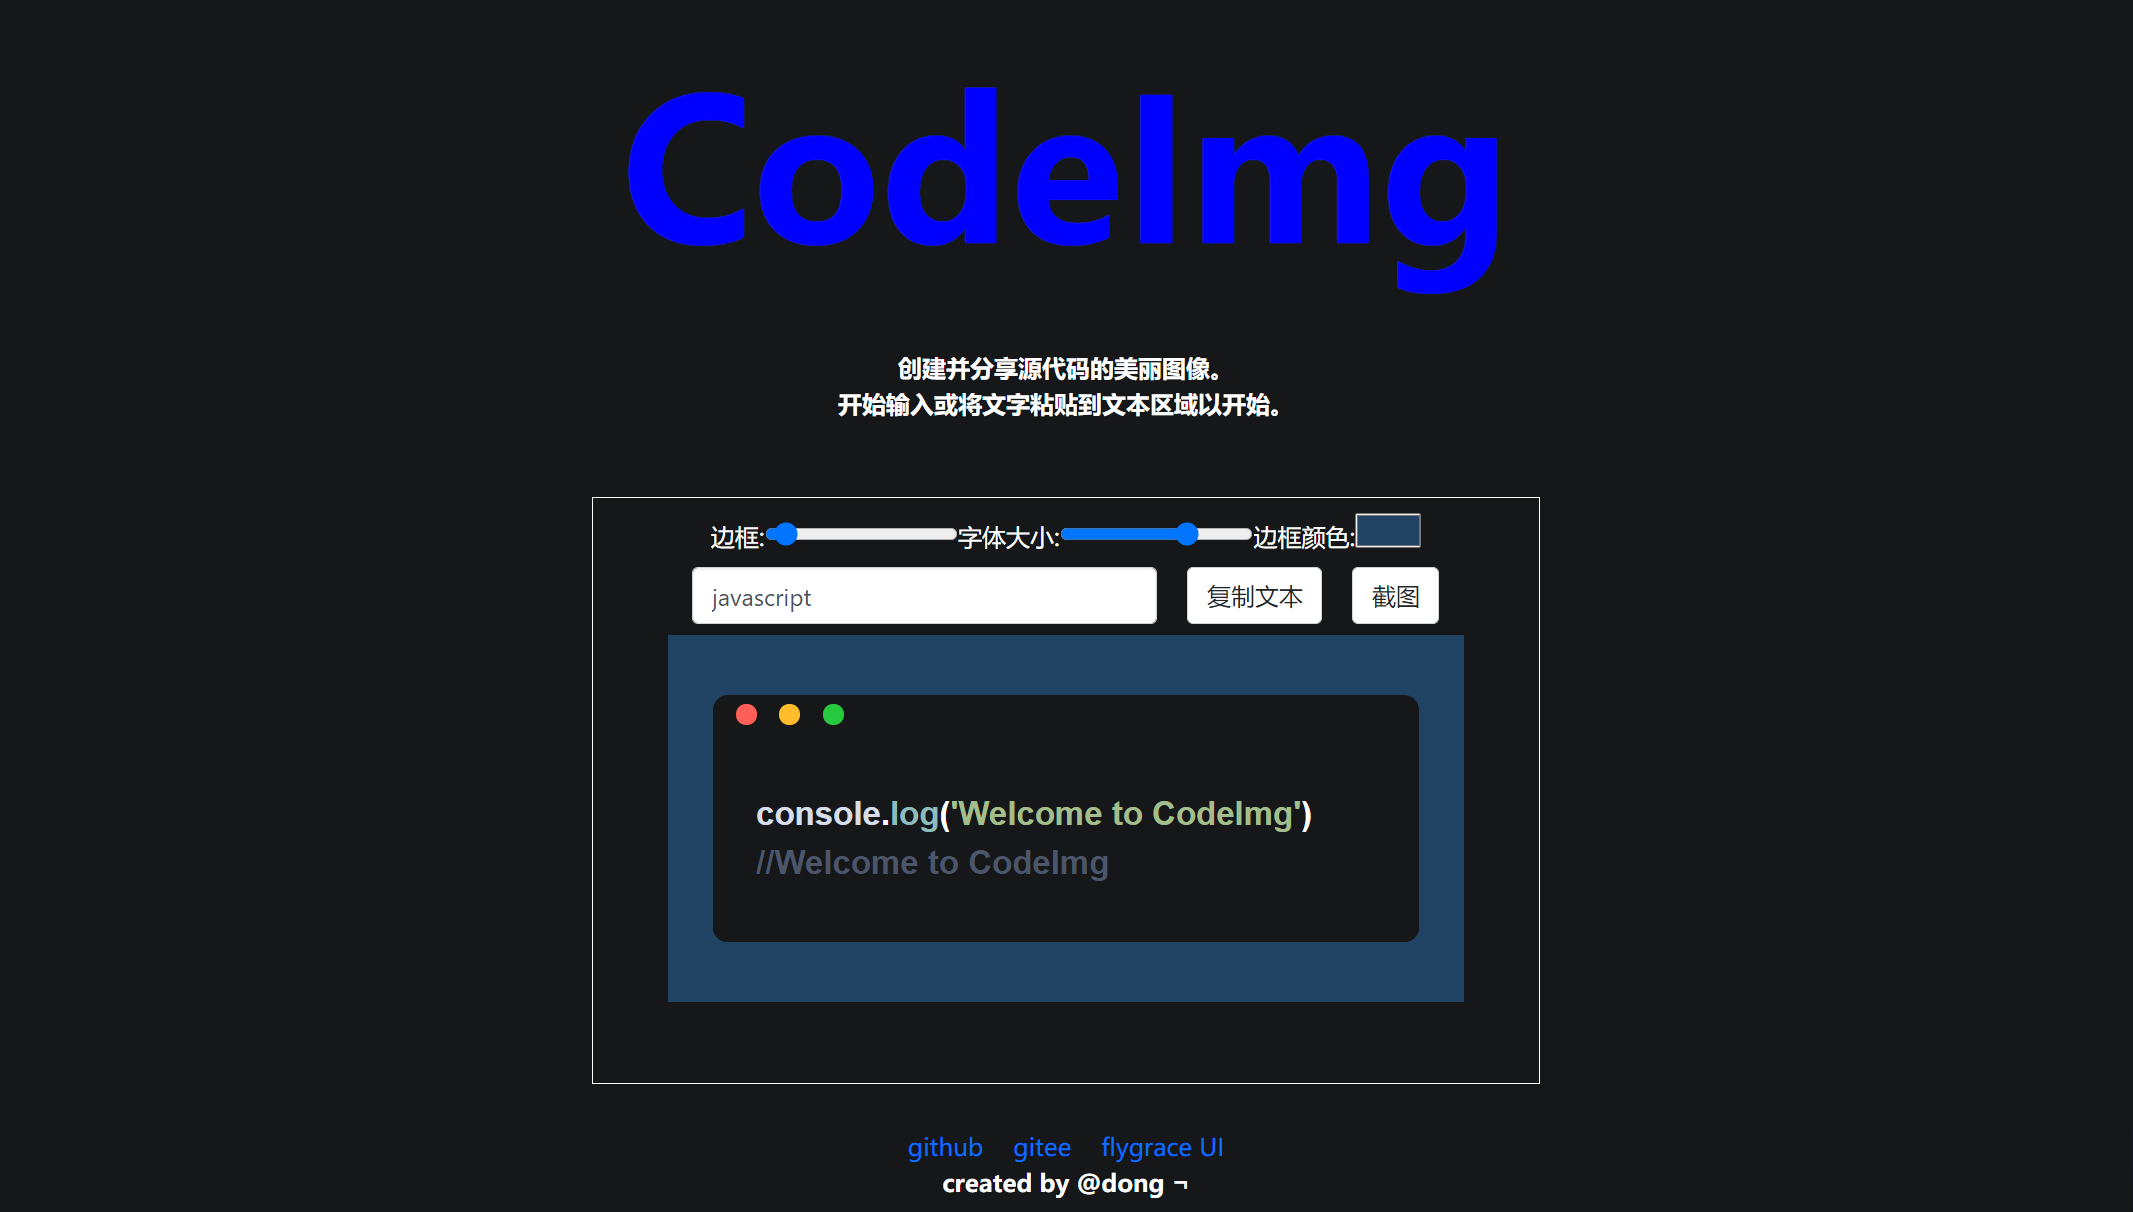 CodeImg
创建并分享源代码的美丽图像。
开始输入或将文字粘贴到文本区域以开始。
边框: 字体大小: 边框颜色:
javascript 复制文本 截图
console.log('Welcome to CodeImg')
//Welcome to CodeImg
github gitee flygrace UI
created by @dong ¬